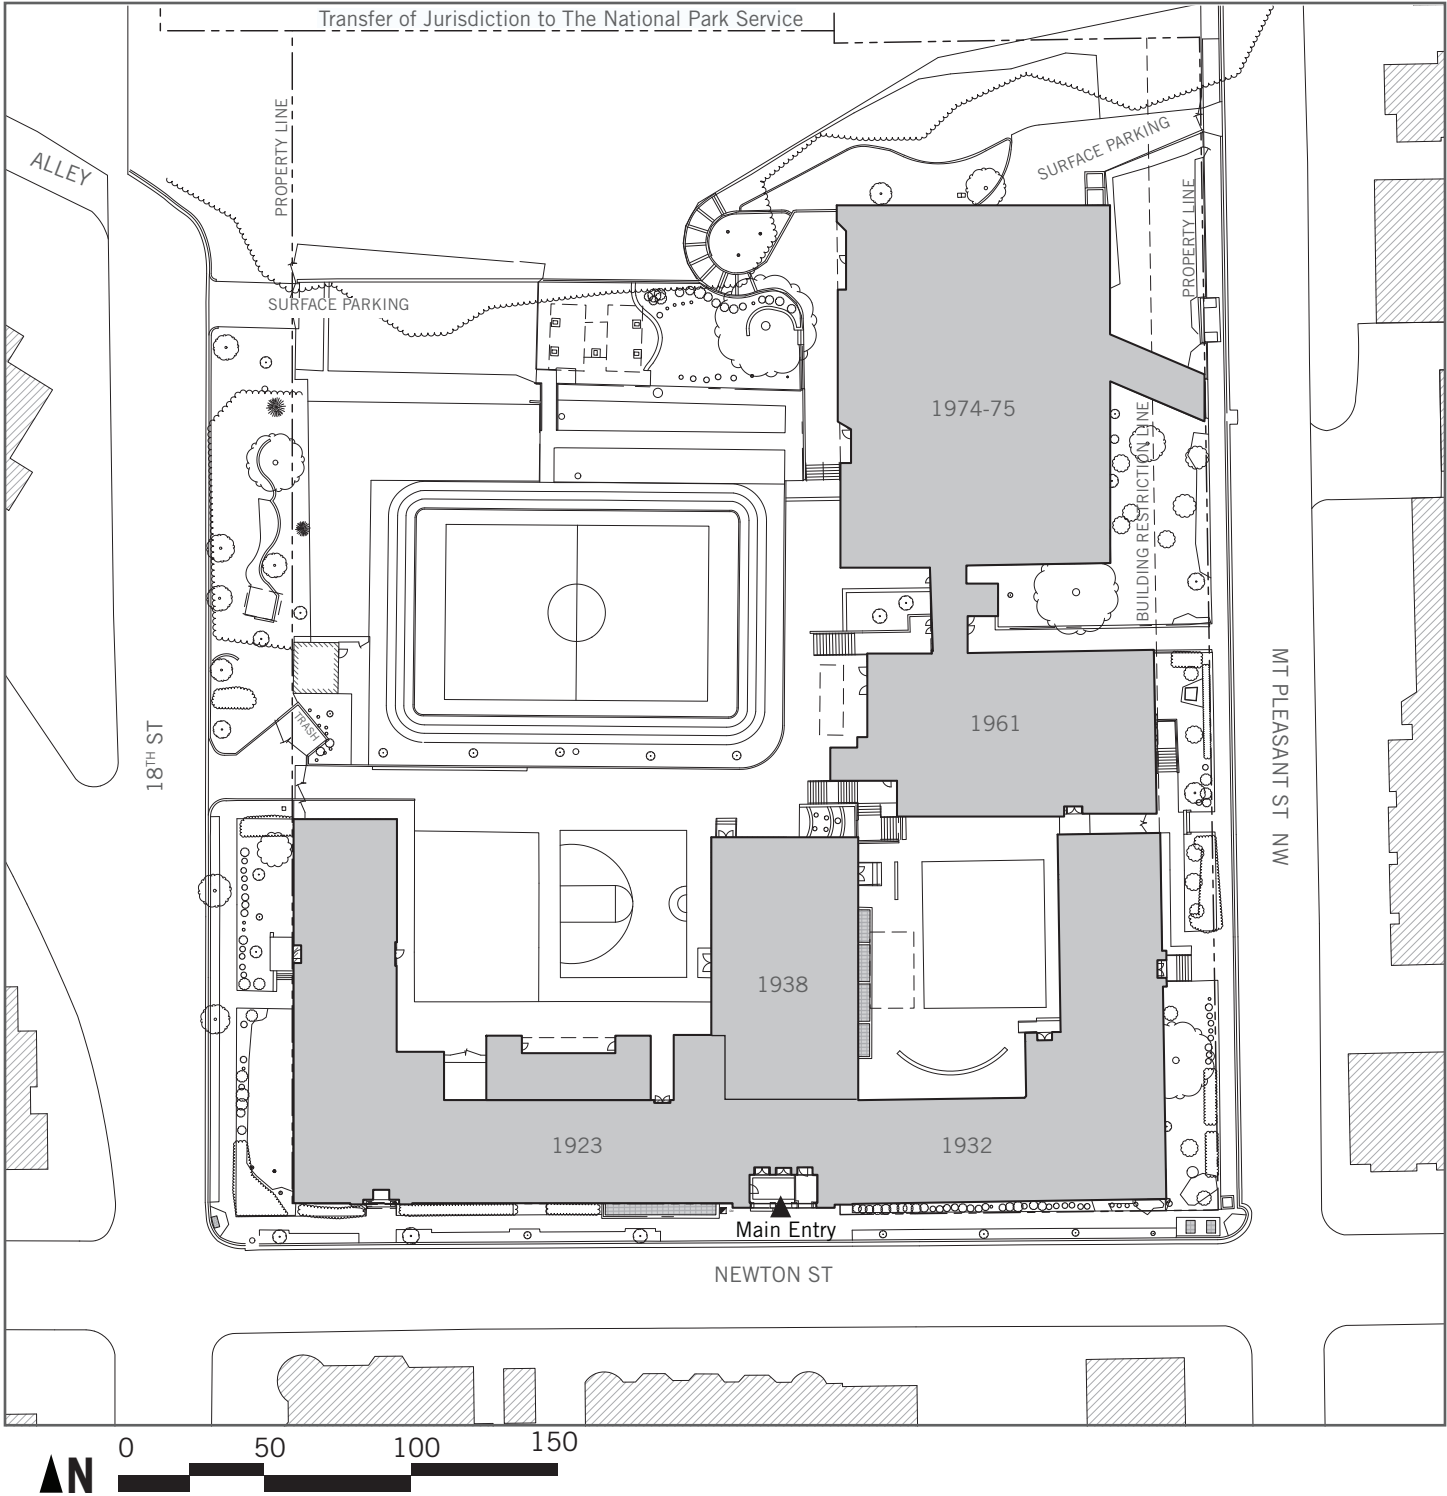 Transfer of Jurisdiction to The National Park Service
PROPERTY LINE
ALLEY
SURFACE PARKING
PROPERTY LINE
SURFACE PARKING
1974-75
BUILDING RESTRICTION LINE
TRASH
1961
18TH ST
MT PLEASANT ST NW
1938
1923
1932
Main Entry
NEWTON ST
N
0 50 100 150